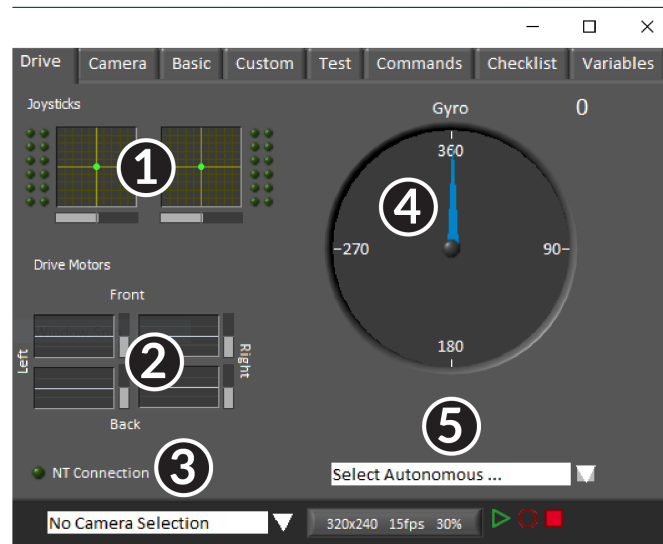 Drive Camera Basic Custom Test Commands Checklist Variables
Joysticks
Gyro 0
1
360
4
-270
90-
180
Drive Motors
Front
Left
2
Right
Back
5
NT Connection
3
Select Autonomous ...
No Camera Selection
320x240 15fps 30%